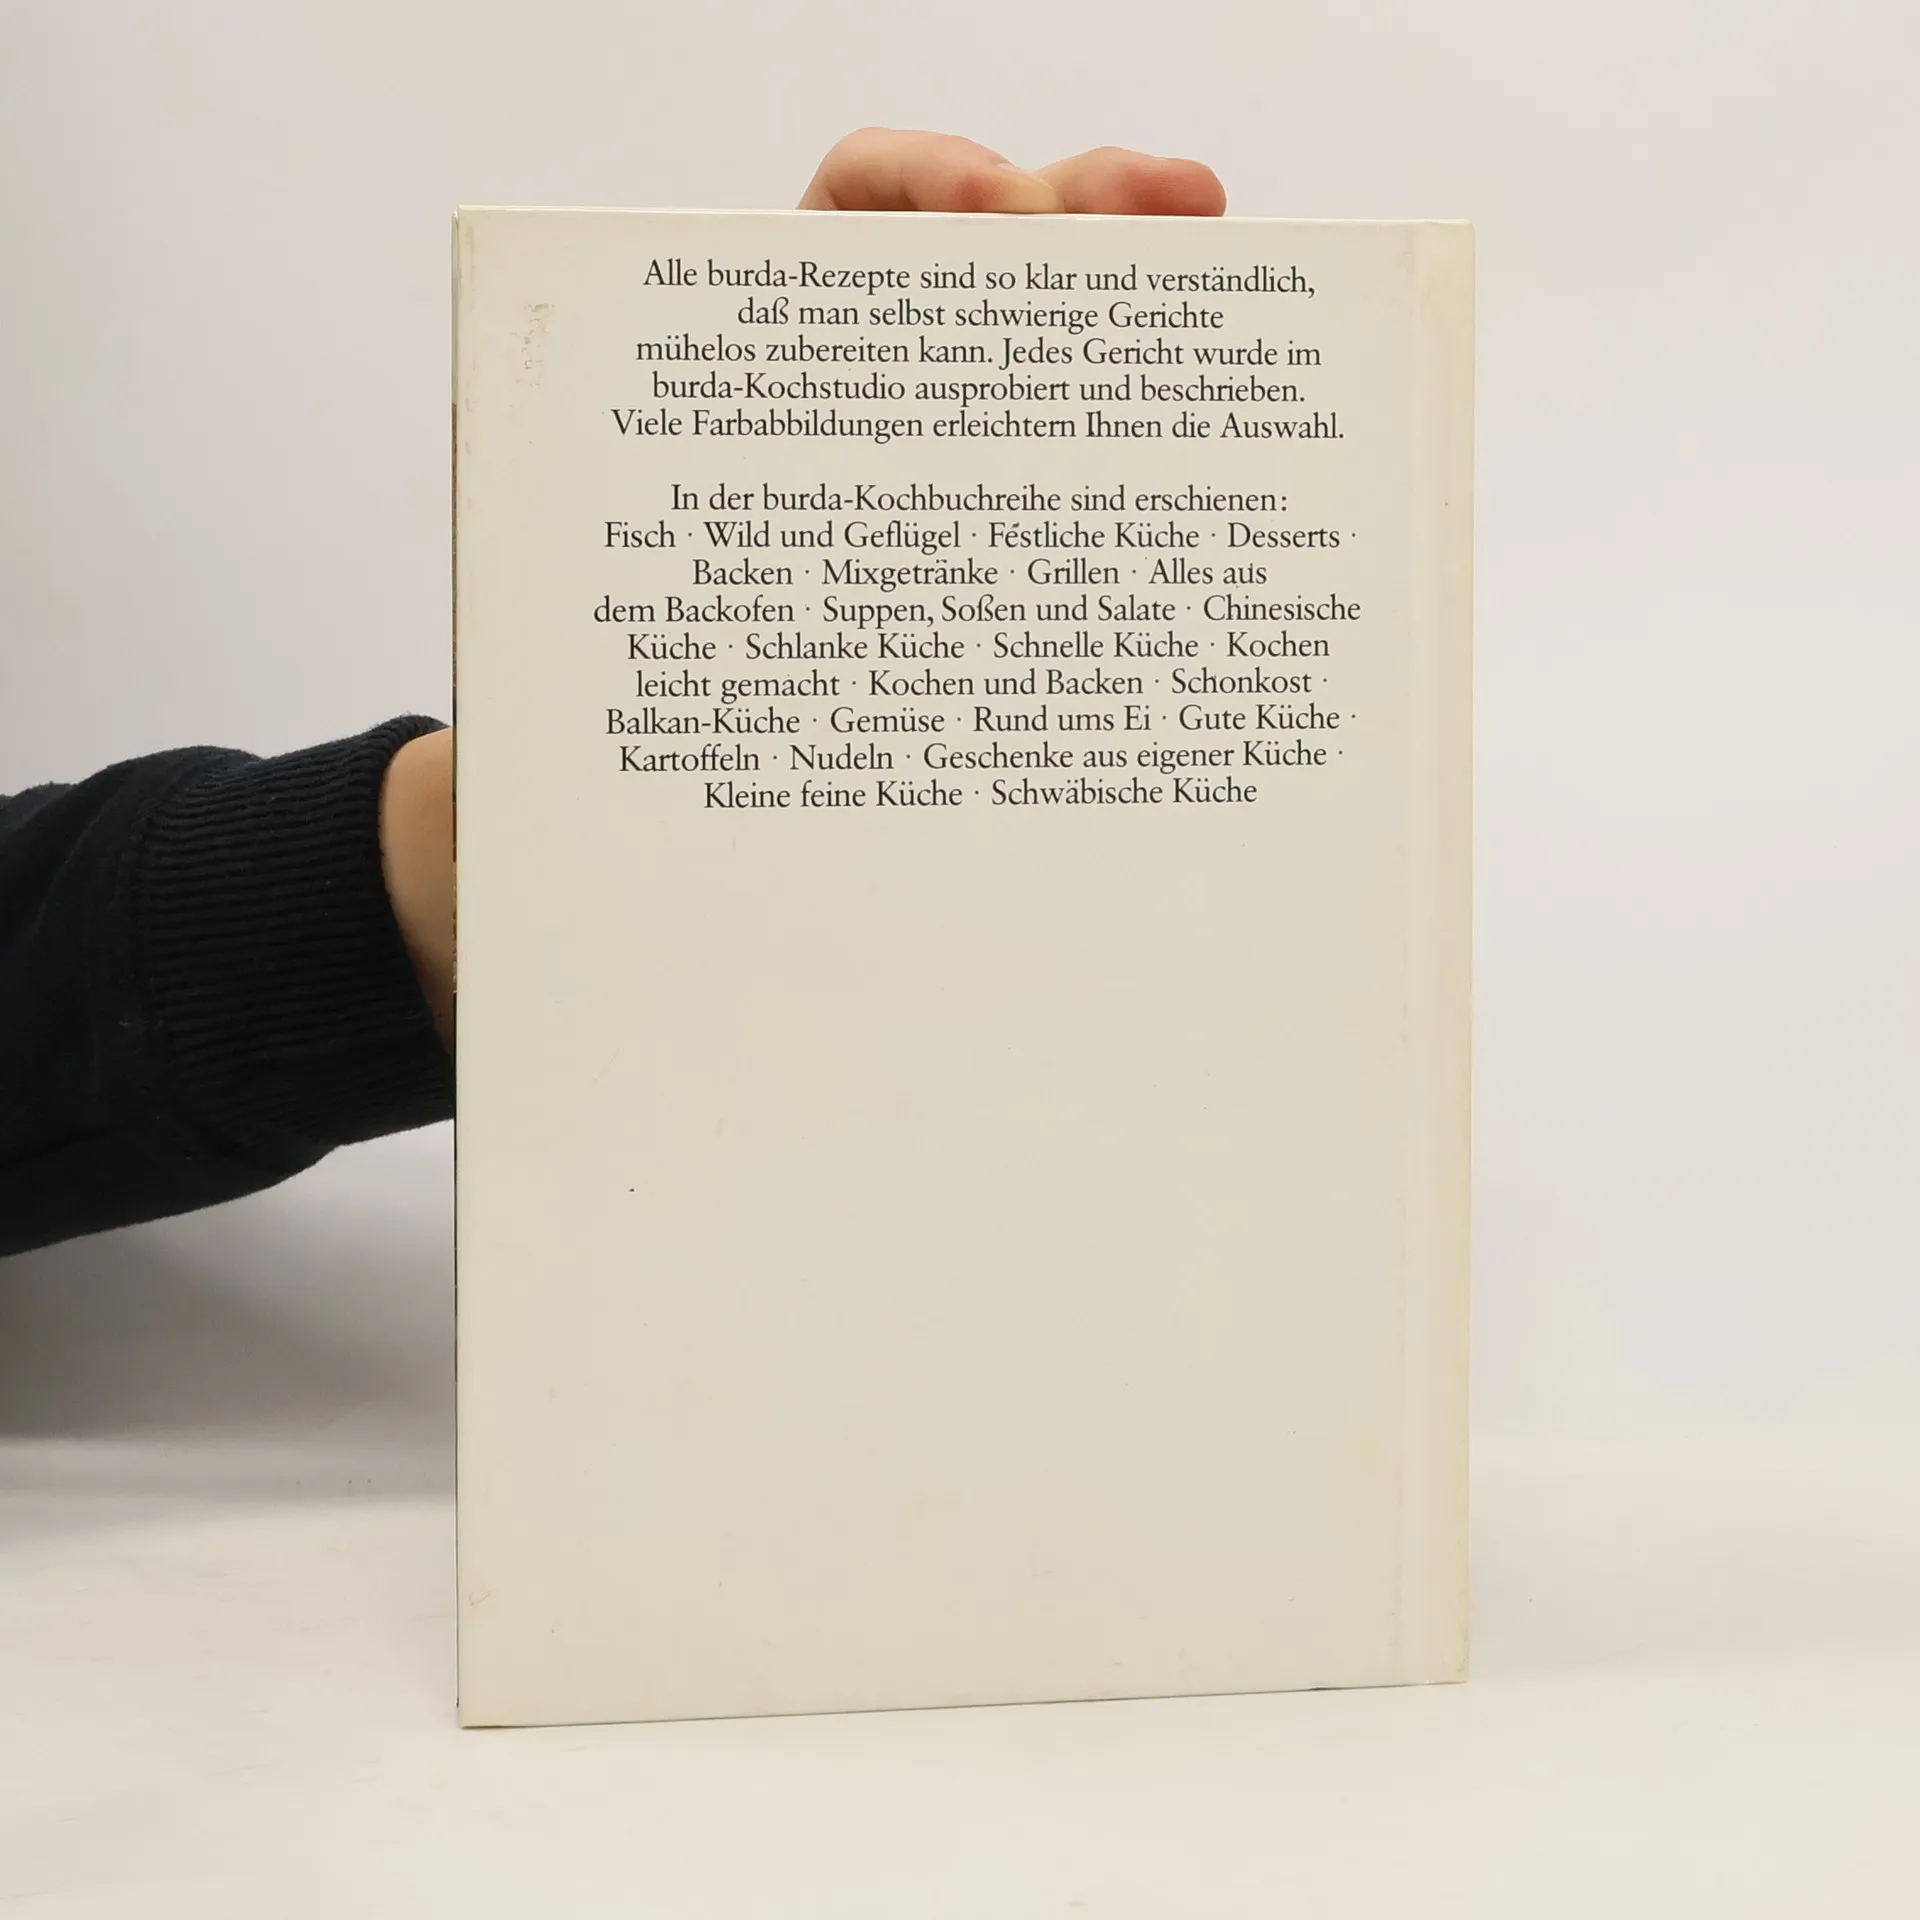 Alle burda-Rezepte sind so klar und verständlich,
daß man selbst schwierige Gerichte
mühelos zubereiten kann. Jedes Gericht wurde im
burda-Kochstudio ausprobiert und beschrieben.
Viele Farbabbildungen erleichtern Ihnen die Auswahl.
In der burda-Kochbuchreihe sind erschienen:
Fisch · Wild und Geflügel · Festliche Küche · Desserts ·
Backen · Mixgetränke · Grillen · Alles aus
dem Backofen · Suppen, Soßen und Salate · Chinesische
Küche · Schlanke Küche · Schnelle Küche · Kochen
leicht gemacht · Kochen und Backen · Schonkost ·
Balkan-Küche · Gemüse · Rund ums Ei · Gute Küche ·
Kartoffeln · Nudeln · Geschenke aus eigener Küche ·
Kleine feine Küche · Schwäbische Küche